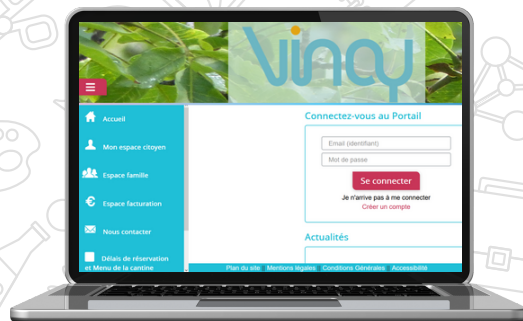 Vinay
Accueil
Mon espace citoyen
Espace famille
Espace facturation
Nous contacter
Délais de réservation
et Menu de la cantine
Connectez-vous au Portail
Email (identifiant)
Mot de passe
Se connecter
Je n'arrive pas à me connecter
Créer un compte
Actualités
Plan du site Mentions légales Conditions Générales Accessibilité